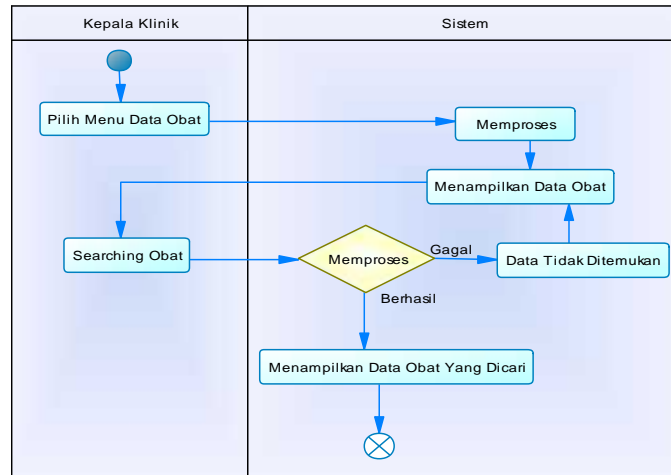 Kepala Klinik
Sistem
Pilih Menu Data Obat
Memproses
Menampilkan Data Obat
Searching Obat
Memproses
Gagal
Data Tidak Ditemukan
Berhasil
Menampilkan Data Obat Yang Dicari